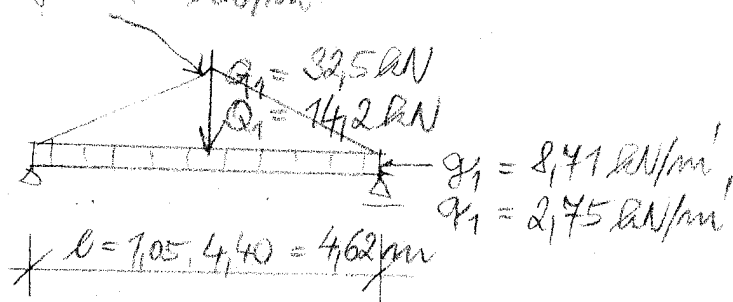 G₁ = 32,5 kN
Q₁ = 14,2 kN
g₁ = 8,71 kN/m',
q₁ = 2,75 kN/m'
l = 1,05 . 4,40 = 4,62 m